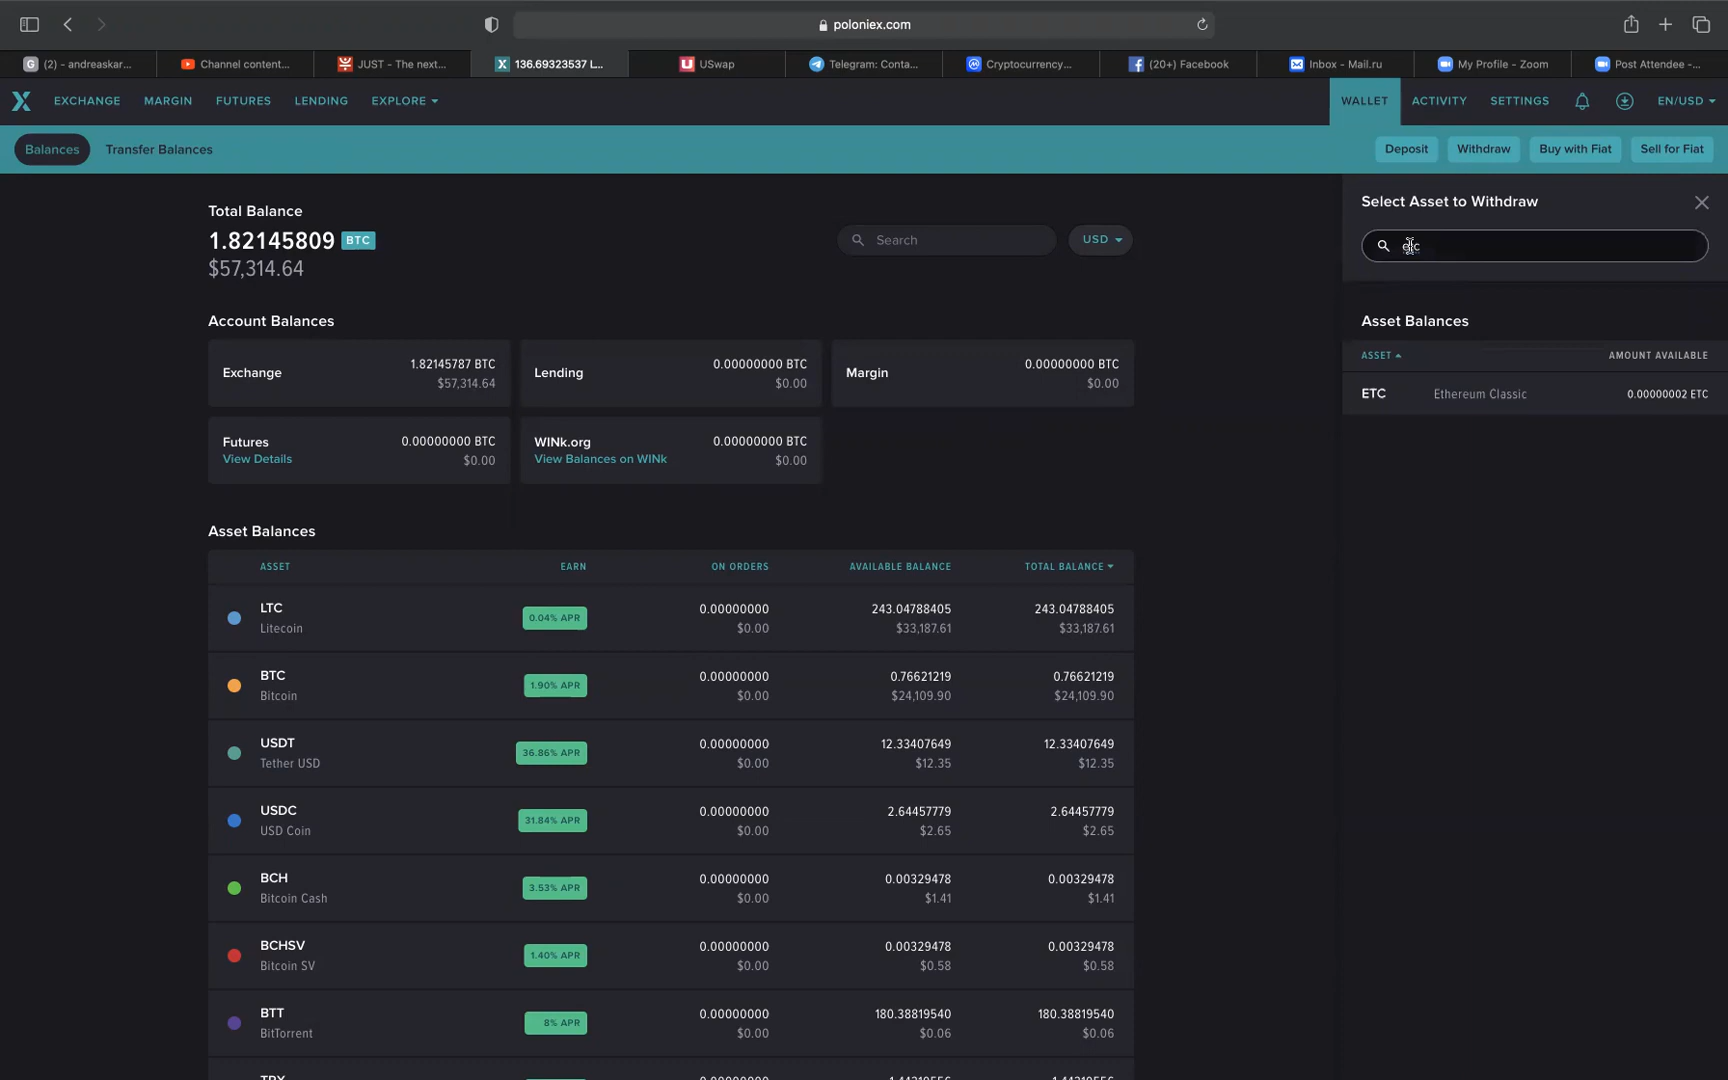 poloniex.com
(2) - andreaskar...
Channel content...
JUST - The next...
136.69323537 L...
USwap
Telegram: Conta...
Cryptocurrency...
(20+) Facebook
Inbox - Mail.ru
My Profile - Zoom
Post Attendee -...
EXCHANGE MARGIN FUTURES LENDING EXPLORE
WALLET ACTIVITY SETTINGS EN/USD
Balances Transfer Balances
Deposit Withdraw Buy with Fiat Sell for Fiat
Total Balance
1.82145809 BTC
$57,314.64
Search
USD
Account Balances
Exchange 1.82145787 BTC
$57,314.64
Lending 0.00000000 BTC
$0.00
Margin 0.00000000 BTC
$0.00
Futures 0.00000000 BTC
View Details $0.00
WINk.org 0.00000000 BTC
View Balances on WINk $0.00
Asset Balances
ASSET EARN ON ORDERS AVAILABLE BALANCE TOTAL BALANCE
LTC 0.00000000 243.04788405 243.04788405
Litecoin 0.04% APR $0.00 $33,187.61 $33,187.61
BTC 0.00000000 0.76621219 0.76621219
Bitcoin 1.90% APR $0.00 $24,109.90 $24,109.90
USDT 0.00000000 12.33407649 12.33407649
Tether USD 36.86% APR $0.00 $12.35 $12.35
USDC 0.00000000 2.64457779 2.64457779
USD Coin 31.84% APR $0.00 $2.65 $2.65
BCH 0.00000000 0.00329478 0.00329478
Bitcoin Cash 3.53% APR $0.00 $1.41 $1.41
BCHSV 0.00000000 0.00329478 0.00329478
Bitcoin SV 1.40% APR $0.00 $0.58 $0.58
BTT 0.00000000 180.38819540 180.38819540
BitTorrent 8% APR $0.00 $0.06 $0.06
TRX
Select Asset to Withdraw
etc
Asset Balances
ASSET AMOUNT AVAILABLE
ETC Ethereum Classic 0.00000002 ETC